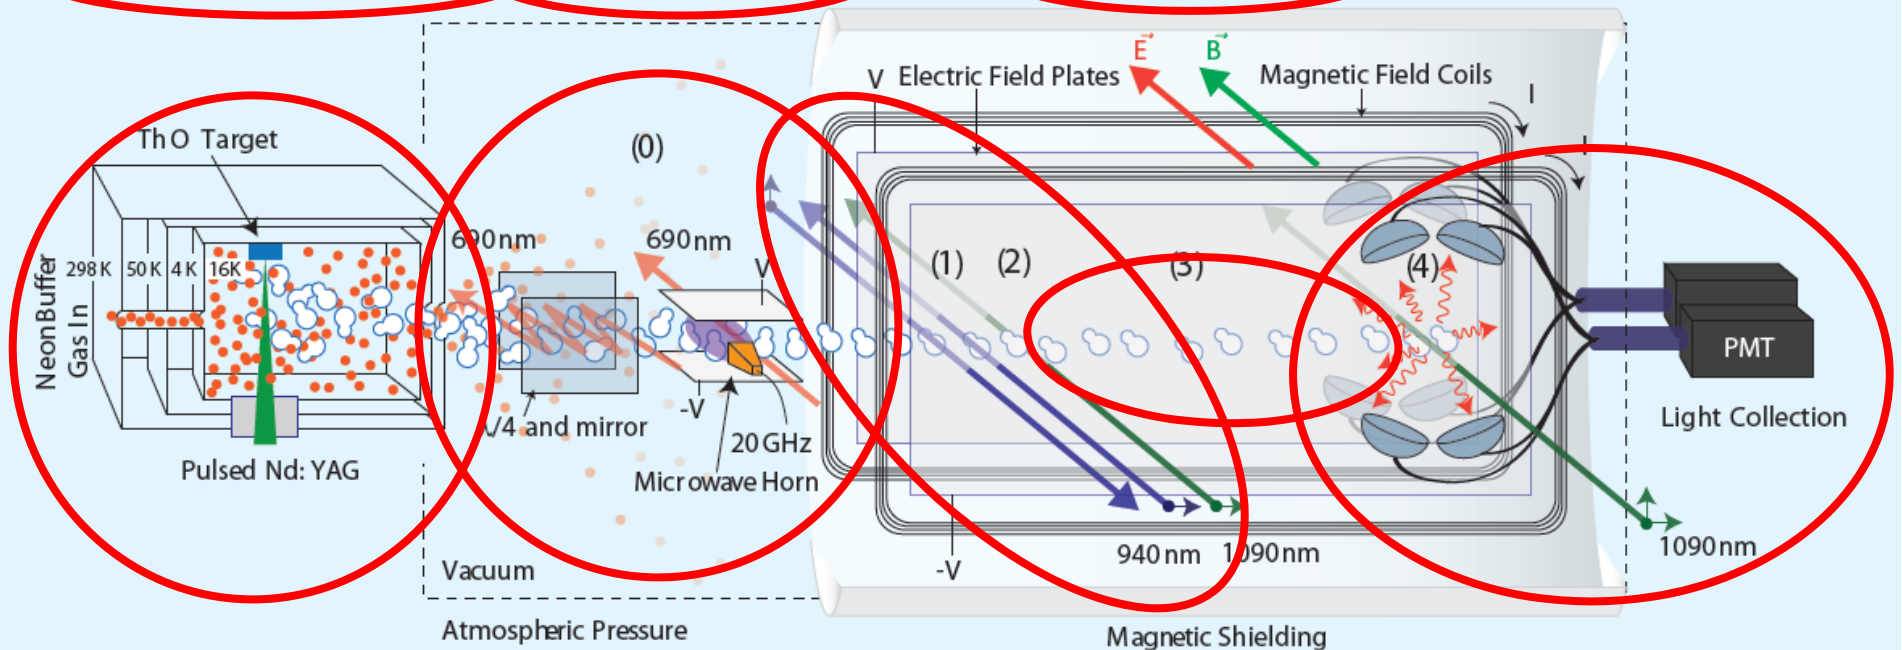 E
B
V
Electric Field Plates
Magnetic Field Coils
I
I
ThO Target
(0)
690nm
690nm
V
(1)
(2)
(3)
(4)
298K
50K
4K
16K
NeonBuffer
Gas In
PMT
-V
λ/4 and mirror
20GHz
Microwave Horn
Light Collection
Pulsed Nd: YAG
940nm
1090nm
1090nm
-V
Vacuum
Atmospheric Pressure
Magnetic Shielding